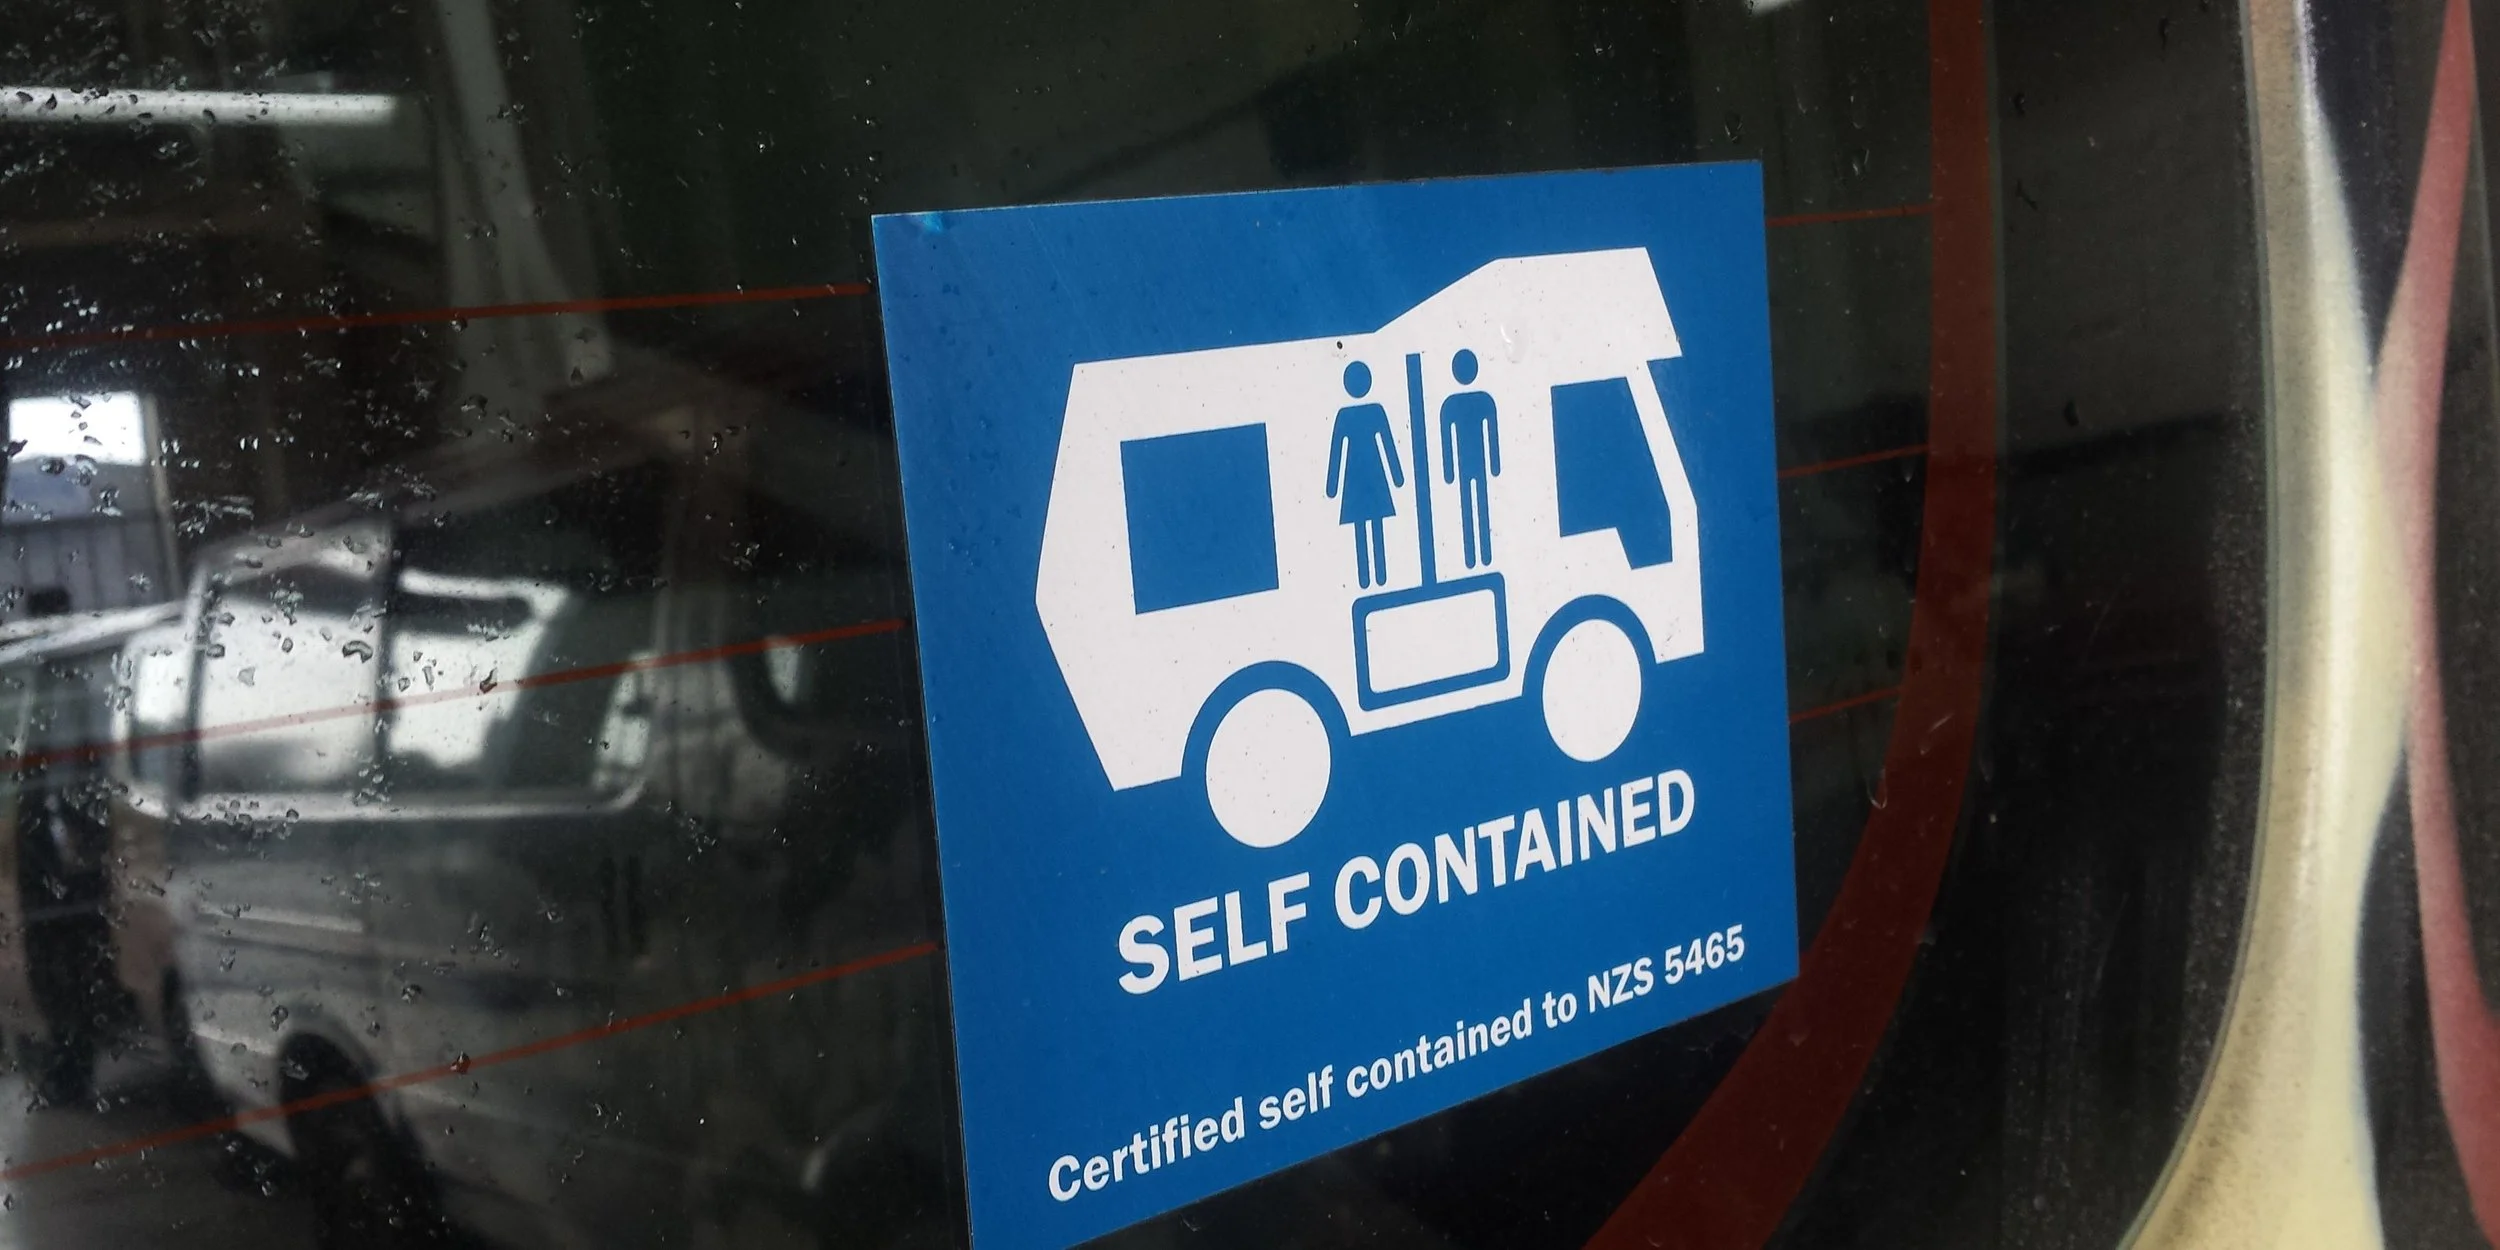 SELF CONTAINED
Certified self contained to NZS 5465